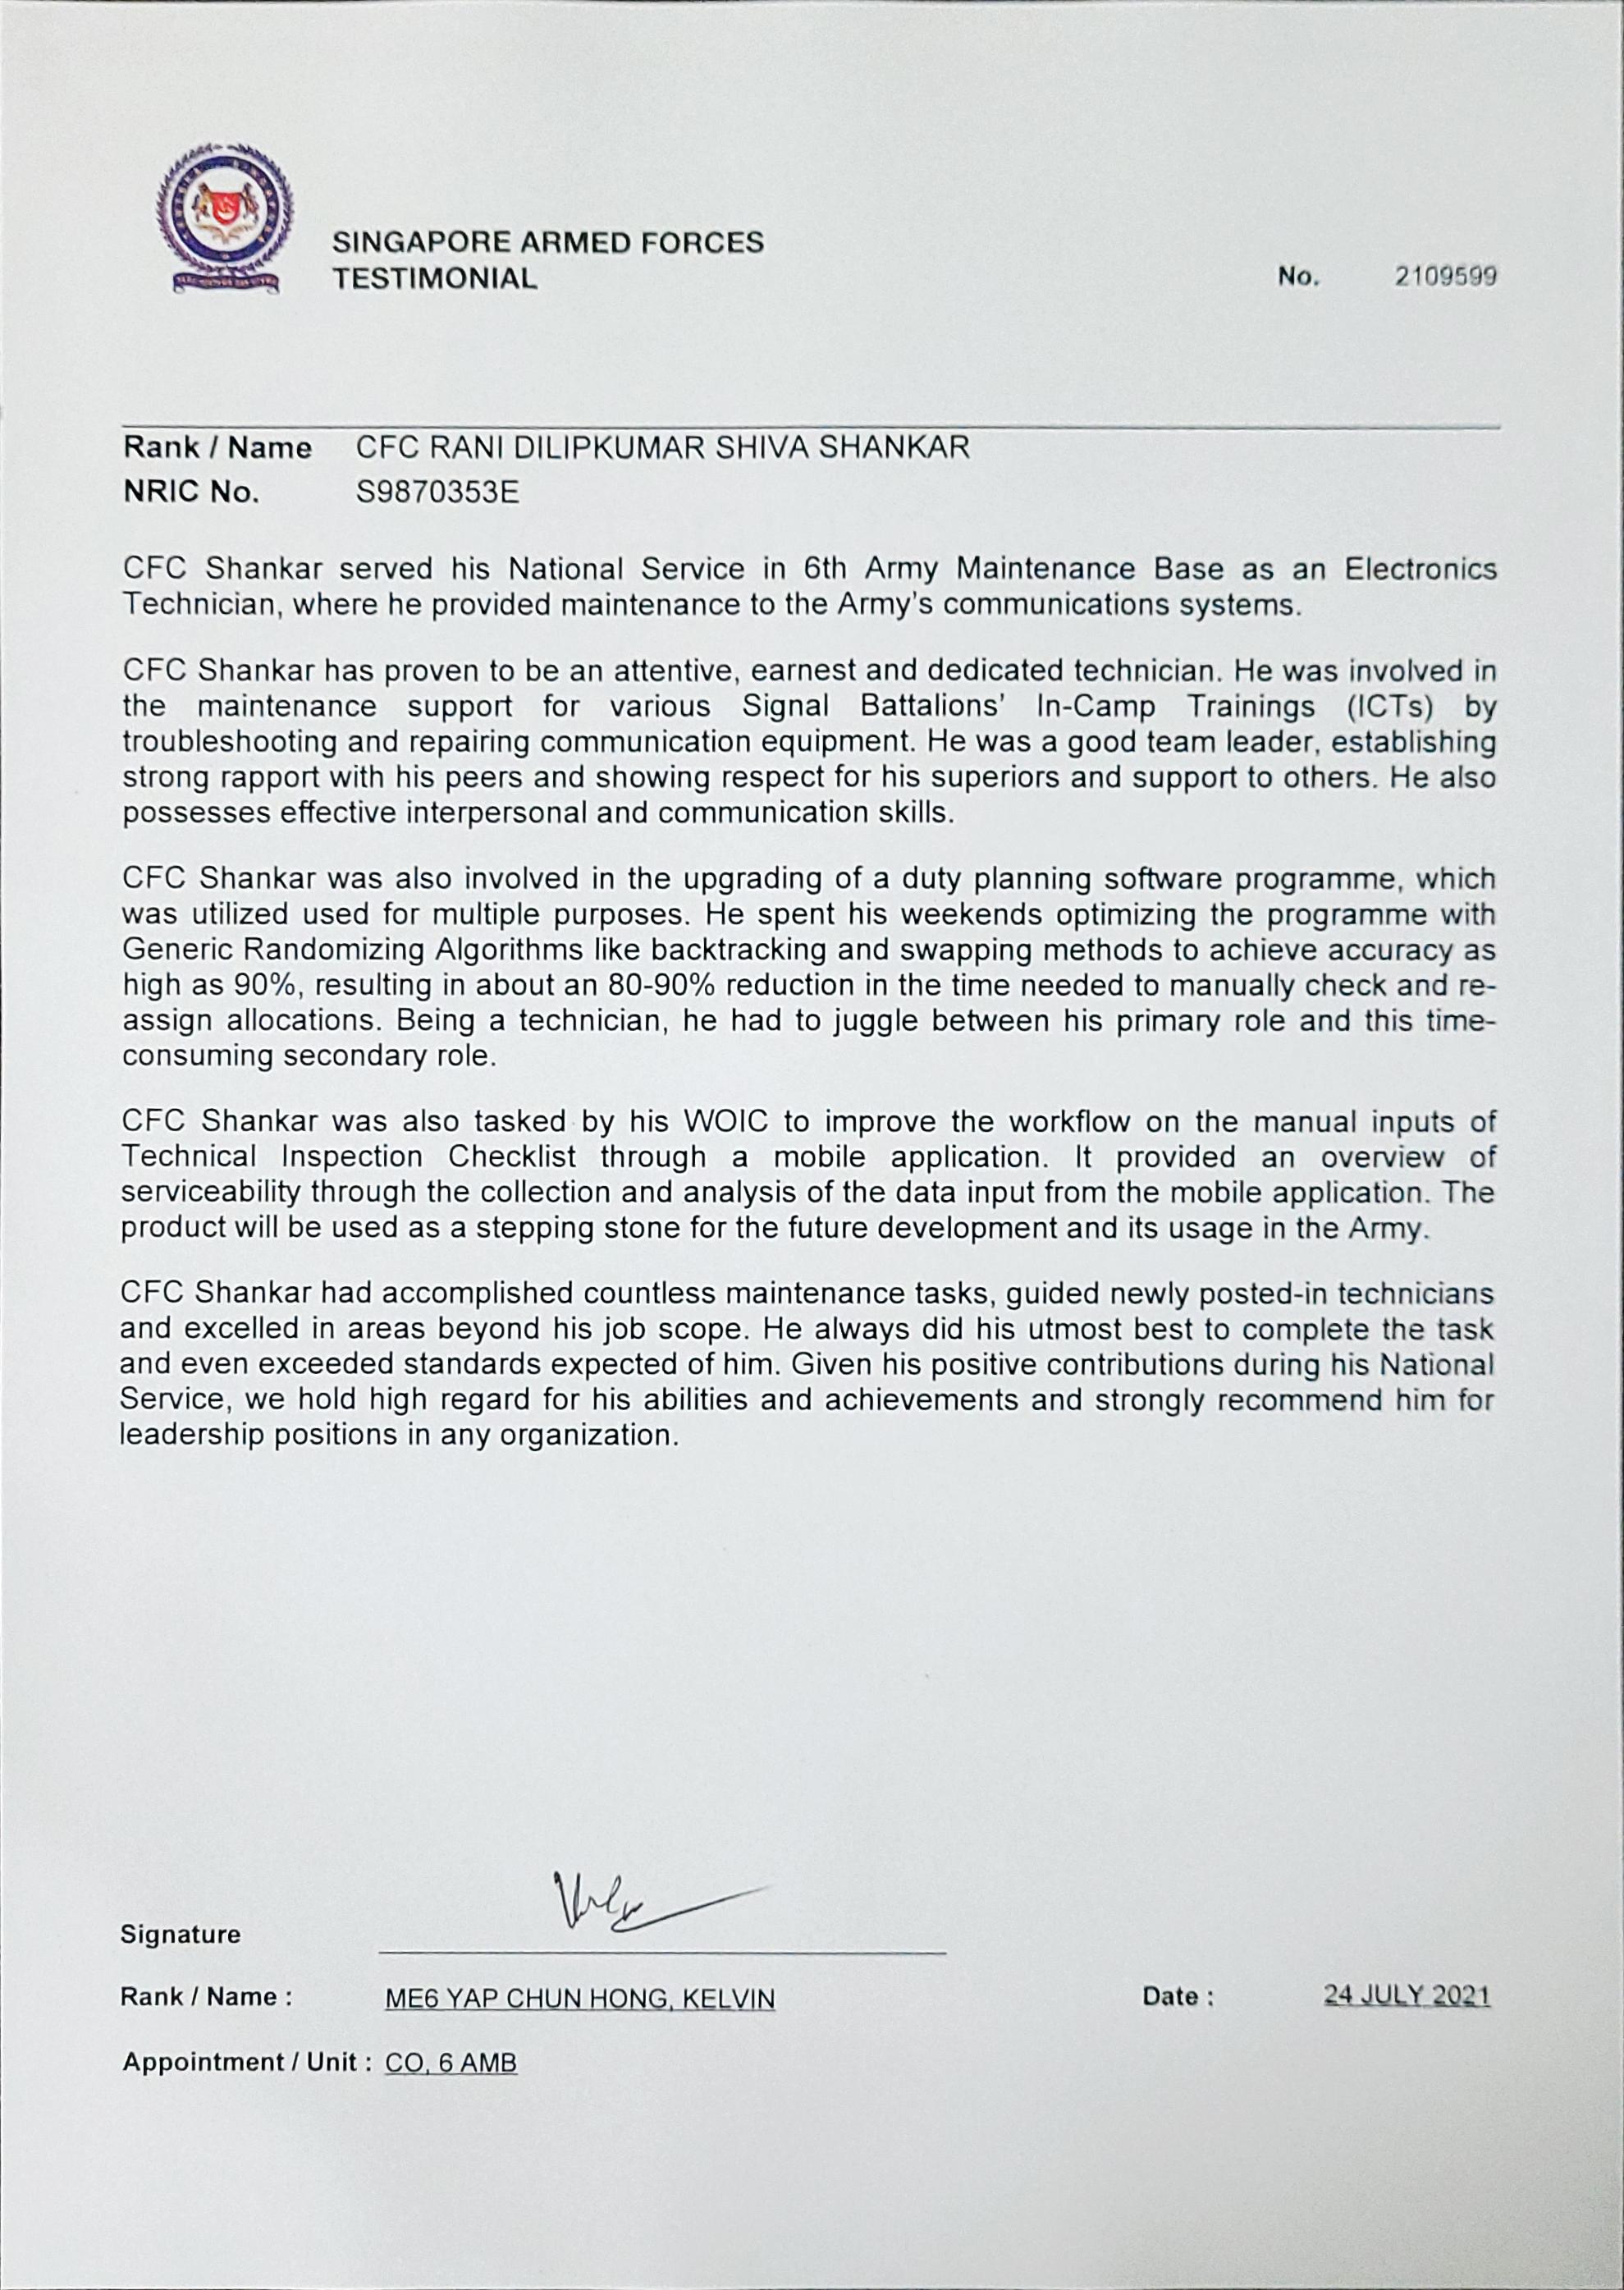 SINGAPORE ARMED FORCES
TESTIMONIAL
No. 2109599
Rank / Name CFC RANI DILIPKUMAR SHIVA SHANKAR
NRIC No. S9870353E
CFC Shankar served his National Service in 6th Army Maintenance Base as an Electronics
Technician, where he provided maintenance to the Army's communications systems.
CFC Shankar has proven to be an attentive, earnest and dedicated technician. He was involved in
the maintenance support for various Signal Battalions' In-Camp Trainings (ICTs) by
troubleshooting and repairing communication equipment. He was a good team leader, establishing
strong rapport with his peers and showing respect for his superiors and support to others. He also
possesses effective interpersonal and communication skills.
CFC Shankar was also involved in the upgrading of a duty planning software programme, which
was utilized used for multiple purposes. He spent his weekends optimizing the programme with
Generic Randomizing Algorithms like backtracking and swapping methods to achieve accuracy as
high as 90%, resulting in about an 80-90% reduction in the time needed to manually check and re-
assign allocations. Being a technician, he had to juggle between his primary role and this time-
consuming secondary role.
CFC Shankar was also tasked by his WOIC to improve the workflow on the manual inputs of
Technical Inspection Checklist through a mobile application. It provided an overview of
serviceability through the collection and analysis of the data input from the mobile application. The
product will be used as a stepping stone for the future development and its usage in the Army.
CFC Shankar had accomplished countless maintenance tasks, guided newly posted-in technicians
and excelled in areas beyond his job scope. He always did his utmost best to complete the task
and even exceeded standards expected of him. Given his positive contributions during his National
Service, we hold high regard for his abilities and achievements and strongly recommend him for
leadership positions in any organization.
Signature
Rank / Name : ME6 YAP CHUN HONG, KELVIN Date : 24 JULY 2021
Appointment / Unit : CO, 6 AMB